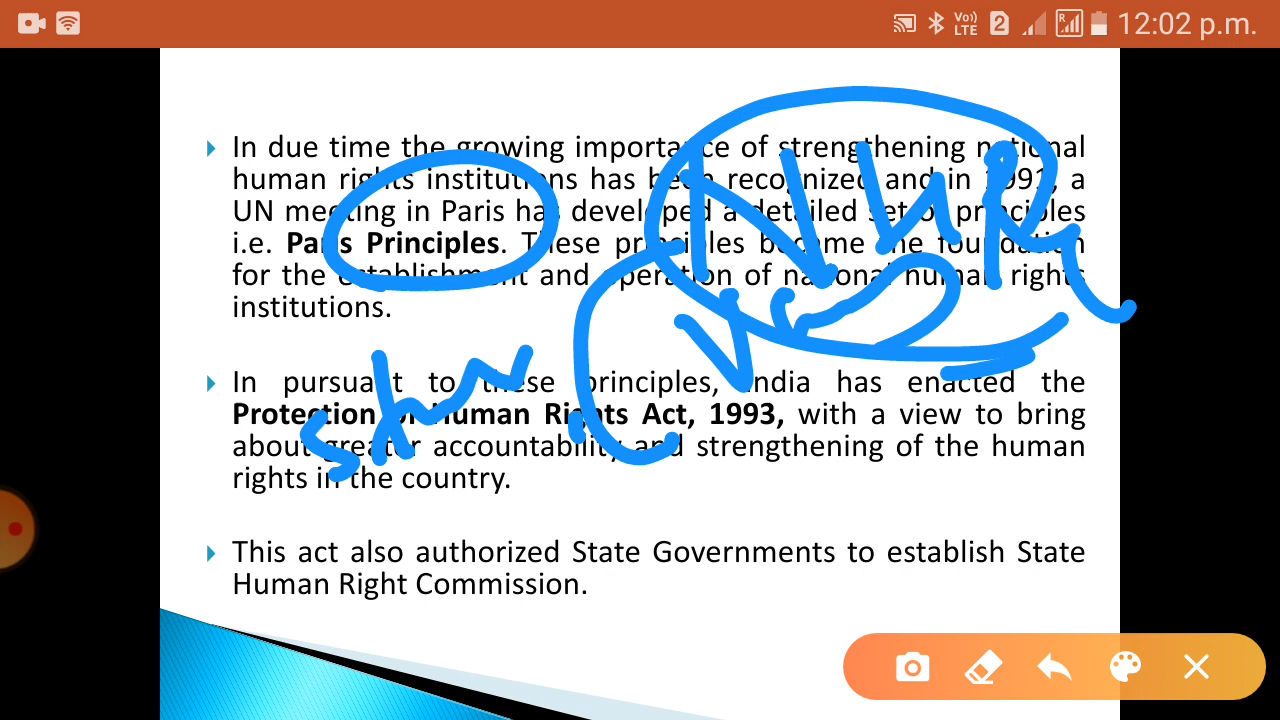 Vo) LTE 2 R 12:02 p.m.
In due time the growing importance of strengthening national
human rights institutions has been recognized and in 1991, a
UN meeting in Paris has developed a detailed set of principles
i.e. Paris Principles. These principles became the foundation
for the establishment and operation of national human rights
institutions.
In pursuant to these principles, India has enacted the
Protection of Human Rights Act, 1993, with a view to bring
about greater accountability and strengthening of the human
rights in the country.
This act also authorized State Governments to establish State
Human Right Commission.